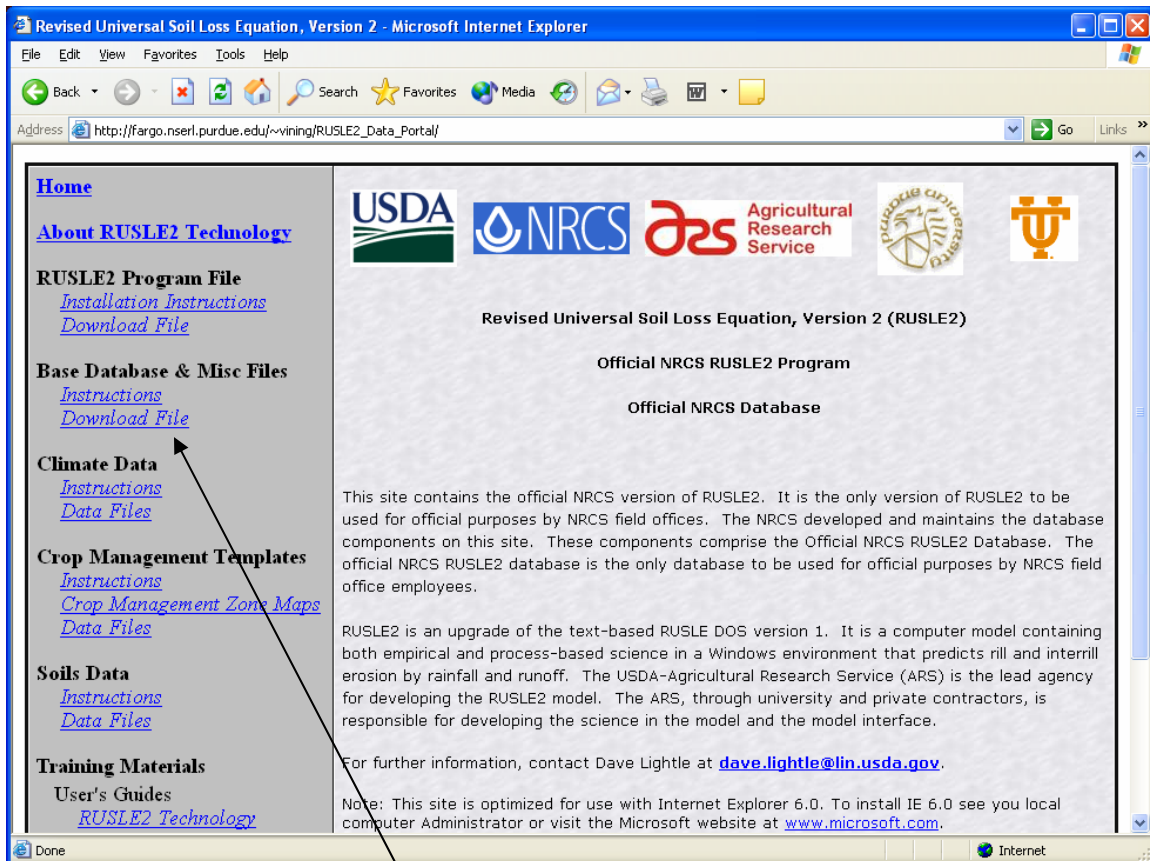 Revised Universal Soil Loss Equation, Version 2 - Microsoft Internet Explorer
File Edit View Favorites Tools Help
Back Search Favorites Media
Address http://fargo.nserl.purdue.edu/~vining/RUSLE2_Data_Portal/ Go Links »
Home
About RUSLE2 Technology
RUSLE2 Program File
Installation Instructions
Download File
Base Database & Misc Files
Instructions
Download File
Climate Data
Instructions
Data Files
Crop Management Templates
Instructions
Crop Management Zone Maps
Data Files
Soils Data
Instructions
Data Files
Training Materials
User's Guides
RUSLE2 Technology
USDA
NRCS
ars Agricultural
Research
Service
Revised Universal Soil Loss Equation, Version 2 (RUSLE2)
Official NRCS RUSLE2 Program
Official NRCS Database
This site contains the official NRCS version of RUSLE2. It is the only version of RUSLE2 to be
used for official purposes by NRCS field offices. The NRCS developed and maintains the database
components on this site. These components comprise the Official NRCS RUSLE2 Database. The
official NRCS RUSLE2 database is the only database to be used for official purposes by NRCS field
office employees.
RUSLE2 is an upgrade of the text-based RUSLE DOS version 1. It is a computer model containing
both empirical and process-based science in a Windows environment that predicts rill and interrill
erosion by rainfall and runoff. The USDA-Agricultural Research Service (ARS) is the lead agency
for developing the RUSLE2 model. The ARS, through university and private contractors, is
responsible for developing the science in the model and the model interface.
For further information, contact Dave Lightle at dave.lightle@lin.usda.gov.
Note: This site is optimized for use with Internet Explorer 6.0. To install IE 6.0 see you local
computer Administrator or visit the Microsoft website at www.microsoft.com.
Done Internet